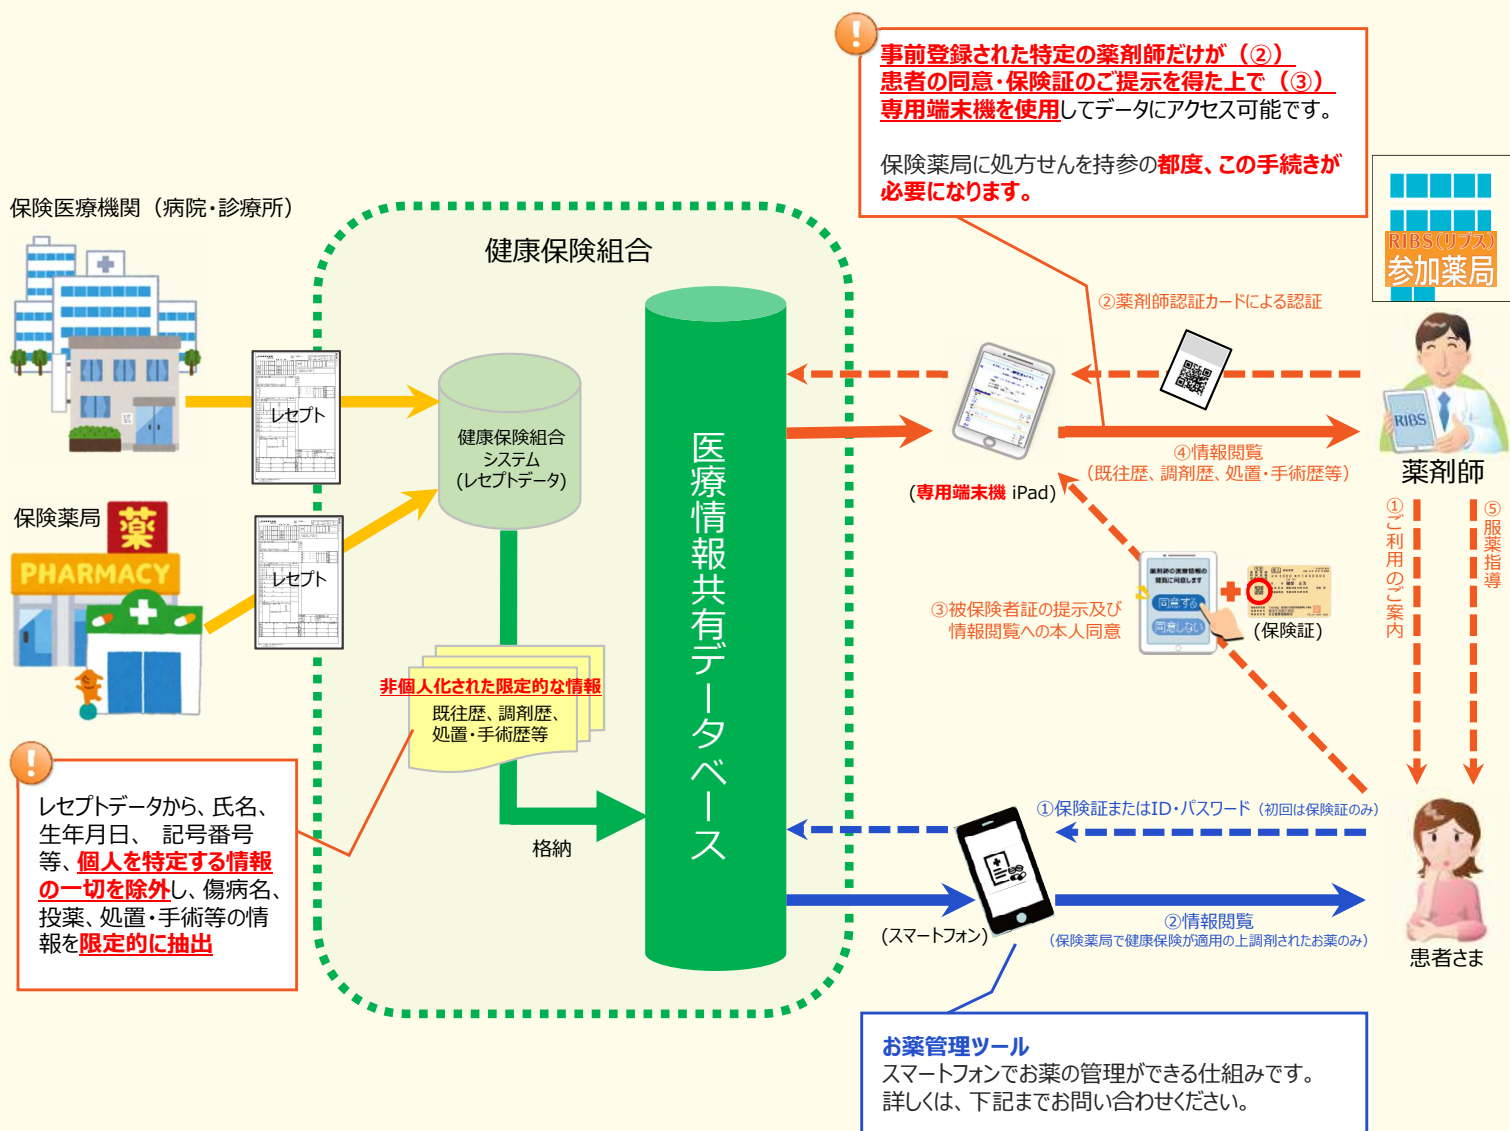 事前登録された特定の薬剤師だけが（②）
患者の同意・保険証のご提示を得た上で（③）
専用端末機を使用してデータにアクセス可能です。
保険薬局に処方せんを持参の都度、この手続きが
必要になります。
保険医療機関（病院・診療所）
健康保険組合
RIBS(リブス)
参加薬局
②薬剤師認証カードによる認証
レセプト
健康保険組合
システム
(レセプトデータ)
医療情報共有データベース
RIBS
④情報閲覧
（既往歴、調剤歴、処置・手術歴等）
薬剤師
(専用端末機 iPad)
保険薬局
薬
PHARMACY
レセプト
①ご利用のご案内
⑤服薬指導
薬剤師の医療情報の
閲覧に同意します
同意する
同意しない
③被保険者証の提示及び
情報閲覧への本人同意
(保険証)
非個人化された限定的な情報
既往歴、調剤歴、
処置・手術歴等
レセプトデータから、氏名、
生年月日、 記号番号
等、個人を特定する情報
の一切を除外し、傷病名、
投薬、処置・手術等の情
報を限定的に抽出
格納
①保険証またはID・パスワード（初回は保険証のみ）
(スマートフォン)
②情報閲覧
（保険薬局で健康保険が適用の上調剤されたお薬のみ）
患者さま
お薬管理ツール
スマートフォンでお薬の管理ができる仕組みです。
詳しくは、下記までお問い合わせください。